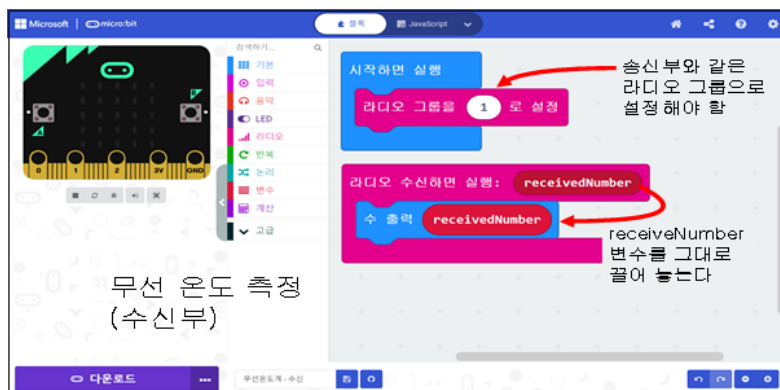 Microsoft | micro:bit
블록
JavaScript
검색하기...
기본
입력
음악
LED
라디오
반복
논리
변수
계산
고급
0 1 2 3V GND
B
A
시작하면 실행
라디오 그룹을 1 로 설정
송신부와 같은
라디오 그룹으로
설정해야 함
라디오 수신하면 실행: receivedNumber
수 출력 receivedNumber
receiveNumber
변수를 그대로
끌어 놓는다
무선 온도 측정
(수신부)
다운로드
무선온도계-수신